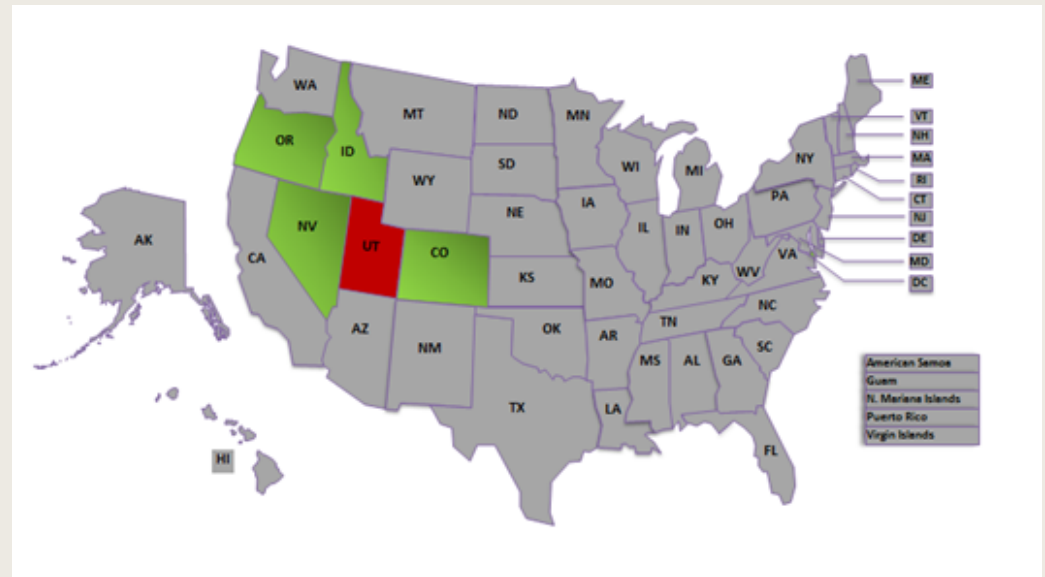 ME
WA
VT
MT
ND
MN
NH
OR
ID
WI
MI
NY
MA
SD
RI
WY
PA
CT
IA
NE
NJ
NV
OH
IL
IN
DE
AK
UT
CO
VA
CA
WV
MD
KS
MO
KY
DC
NC
AZ
OK
TN
AR
NM
SC
MS
AL
GA
American Samoa
Guam
TX
LA
N. Mariana Islands
Puerto Rico
Virgin Islands
FL
HI